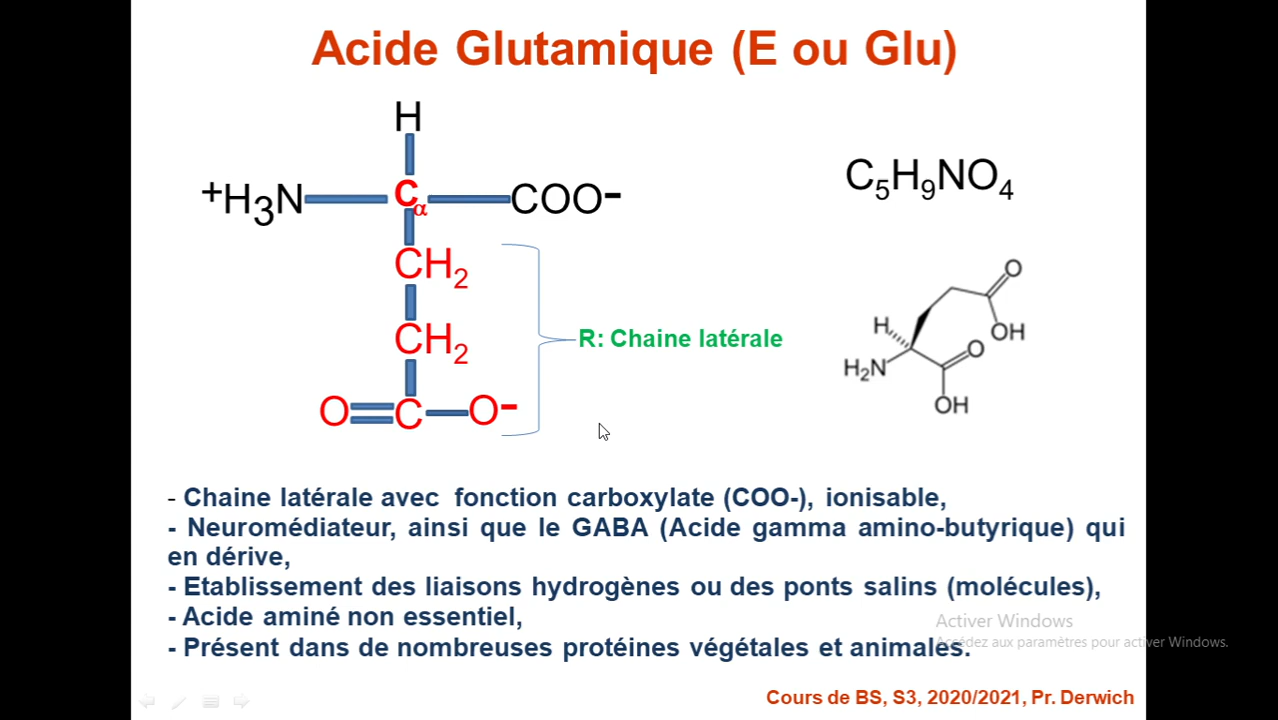 Acide Glutamique (E ou Glu)
H
⁺H₃N Cα COO⁻
CH₂
CH₂
O C O⁻
R: Chaine latérale
C₅H₉NO₄
O
H OH
O
H₂N
OH
- Chaine latérale avec fonction carboxylate (COO-), ionisable,
- Neuromédiateur, ainsi que le GABA (Acide gamma amino-butyrique) qui
en dérive,
- Etablissement des liaisons hydrogènes ou des ponts salins (molécules),
- Acide aminé non essentiel,
- Présent dans de nombreuses protéines végétales et animales.
Activer Windows
Accédez aux paramètres pour activer Windows.
Cours de BS, S3, 2020/2021, Pr. Derwich